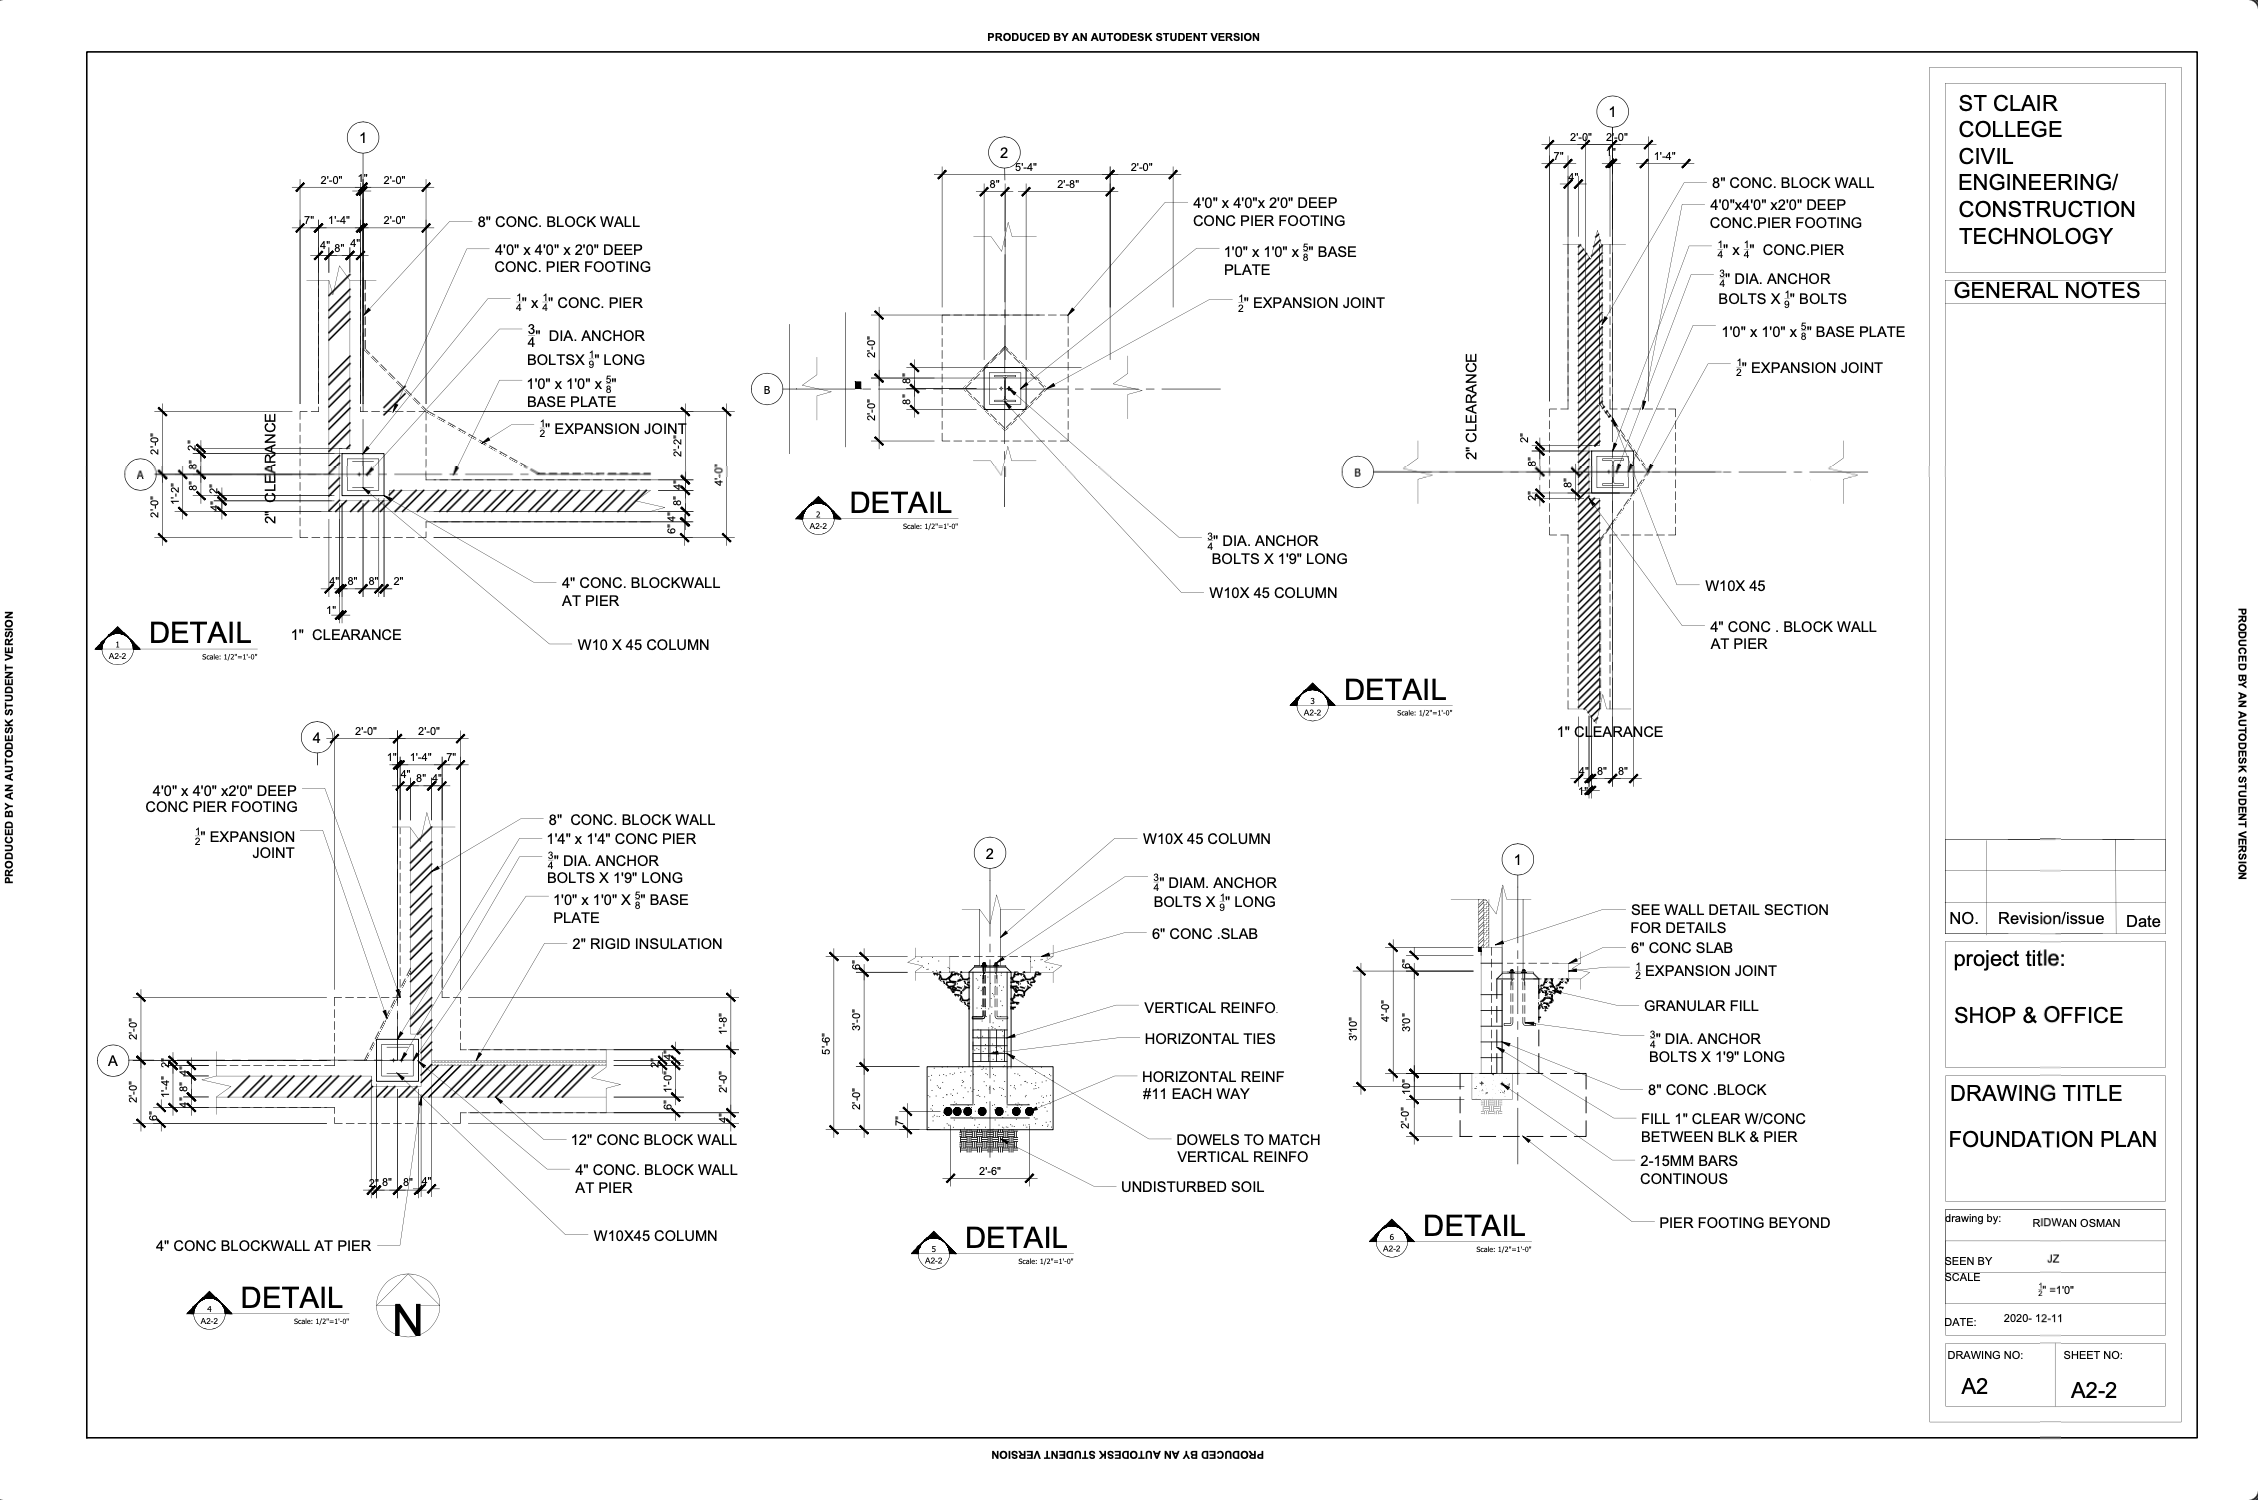 PRODUCED BY AN AUTODESK STUDENT VERSION
1
2'-0"
1"
2'-0"
7"
1'-4"
2'-0"
4"
8"
4"
8" CONC. BLOCK WALL
4'0" x 4'0" x 2'0" DEEP
CONC. PIER FOOTING
1/4" x 1/4" CONC. PIER
3/4" DIA. ANCHOR
BOLTSX 1/9" LONG
1'0" x 1'0" x 5/8"
BASE PLATE
1/2" EXPANSION JOINT
A
2'-0"
2'-0"
1'-2"
2"
8"
8"
2"
4"
2" CLEARANCE
2'-2"
4'-0"
4"
8"
4"
6"
4"
8"
8"
2"
1"
1" CLEARANCE
4" CONC. BLOCKWALL
AT PIER
W10 X 45 COLUMN
1
A2-2
DETAIL
Scale: 1/2"=1'-0"
2
5'-4"
2'-0"
8"
2'-8"
4'0" x 4'0"x 2'0" DEEP
CONC PIER FOOTING
1'0" x 1'0" x 5/8" BASE
PLATE
1/2" EXPANSION JOINT
B
2'-0"
2'-0"
8"
8"
3/4" DIA. ANCHOR
BOLTS X 1'9" LONG
W10X 45 COLUMN
2
A2-2
DETAIL
Scale: 1/2"=1'-0"
1
2'-0"
2'-0"
7"
1'-4"
4"
8" CONC. BLOCK WALL
4'0"x4'0" x2'0" DEEP
CONC.PIER FOOTING
1/4" x 1/4" CONC.PIER
3/4" DIA. ANCHOR
BOLTS X 1/9" BOLTS
1'0" x 1'0" x 5/8" BASE PLATE
1/2" EXPANSION JOINT
2" CLEARANCE
B
2"
8"
8"
2"
W10X 45
4" CONC . BLOCK WALL
AT PIER
1" CLEARANCE
4"
8"
8"
1"
3
A2-2
DETAIL
Scale: 1/2"=1'-0"
4
2'-0"
2'-0"
1"
1'-4"
7"
4"
8"
4"
4'0" x 4'0" x2'0" DEEP
CONC PIER FOOTING
1/2" EXPANSION
JOINT
8" CONC. BLOCK WALL
1'4" x 1'4" CONC PIER
3/4" DIA. ANCHOR
BOLTS X 1'9" LONG
1'0" x 1'0" X 5/8" BASE
PLATE
2" RIGID INSULATION
A
2'-0"
2'-0"
6"
1'-4"
2"
4"
8"
4"
1'-8"
2'-0"
4"
2"
4"
1'-0"
6"
2"
8"
8"
4"
12" CONC BLOCK WALL
4" CONC. BLOCK WALL
AT PIER
W10X45 COLUMN
4" CONC BLOCKWALL AT PIER
4
A2-2
DETAIL
Scale: 1/2"=1'-0"
N
2
W10X 45 COLUMN
3/4" DIAM. ANCHOR
BOLTS X 1/9" LONG
6" CONC .SLAB
VERTICAL REINFO.
HORIZONTAL TIES
HORIZONTAL REINF
#11 EACH WAY
DOWELS TO MATCH
VERTICAL REINFO
UNDISTURBED SOIL
5'-6"
6"
3'-0"
2'-0"
7"
2'-6"
5
A2-2
DETAIL
Scale: 1/2"=1'-0"
1
SEE WALL DETAIL SECTION
FOR DETAILS
6" CONC SLAB
1/2 EXPANSION JOINT
GRANULAR FILL
3/4" DIA. ANCHOR
BOLTS X 1'9" LONG
8" CONC .BLOCK
FILL 1" CLEAR W/CONC
BETWEEN BLK & PIER
2-15MM BARS
CONTINOUS
PIER FOOTING BEYOND
3'10"
4'-0"
6"
3'0"
10"
2'-0"
6
A2-2
DETAIL
Scale: 1/2"=1'-0"
ST CLAIR
COLLEGE
CIVIL
ENGINEERING/
CONSTRUCTION
TECHNOLOGY
GENERAL NOTES
NO.
Revision/issue
Date
project title:
SHOP & OFFICE
DRAWING TITLE
FOUNDATION PLAN
drawing by:
RIDWAN OSMAN
SEEN BY
JZ
SCALE
1/2" =1'0"
DATE:
2020- 12-11
DRAWING NO:
SHEET NO:
A2
A2-2
PRODUCED BY AN AUTODESK STUDENT VERSION
PRODUCED BY AN AUTODESK STUDENT VERSION
PRODUCED BY AN AUTODESK STUDENT VERSION